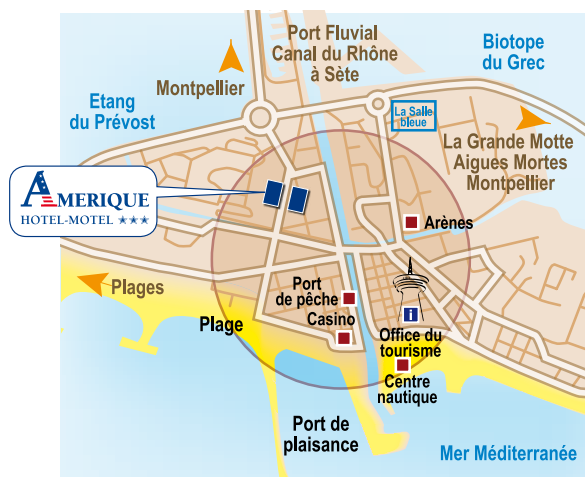 Port Fluvial
Canal du Rhône
à Sète
Biotope
du Grec
Montpellier
Etang
du Prévost
La Salle
bleue
La Grande Motte
Aigues Mortes
Montpellier
AMERIQUE
HOTEL-MOTEL ★★★
Arènes
Plages
Port
de pêche
Casino
Plage
i
Office du
tourisme
Centre
nautique
Port de
plaisance
Mer Méditerranée